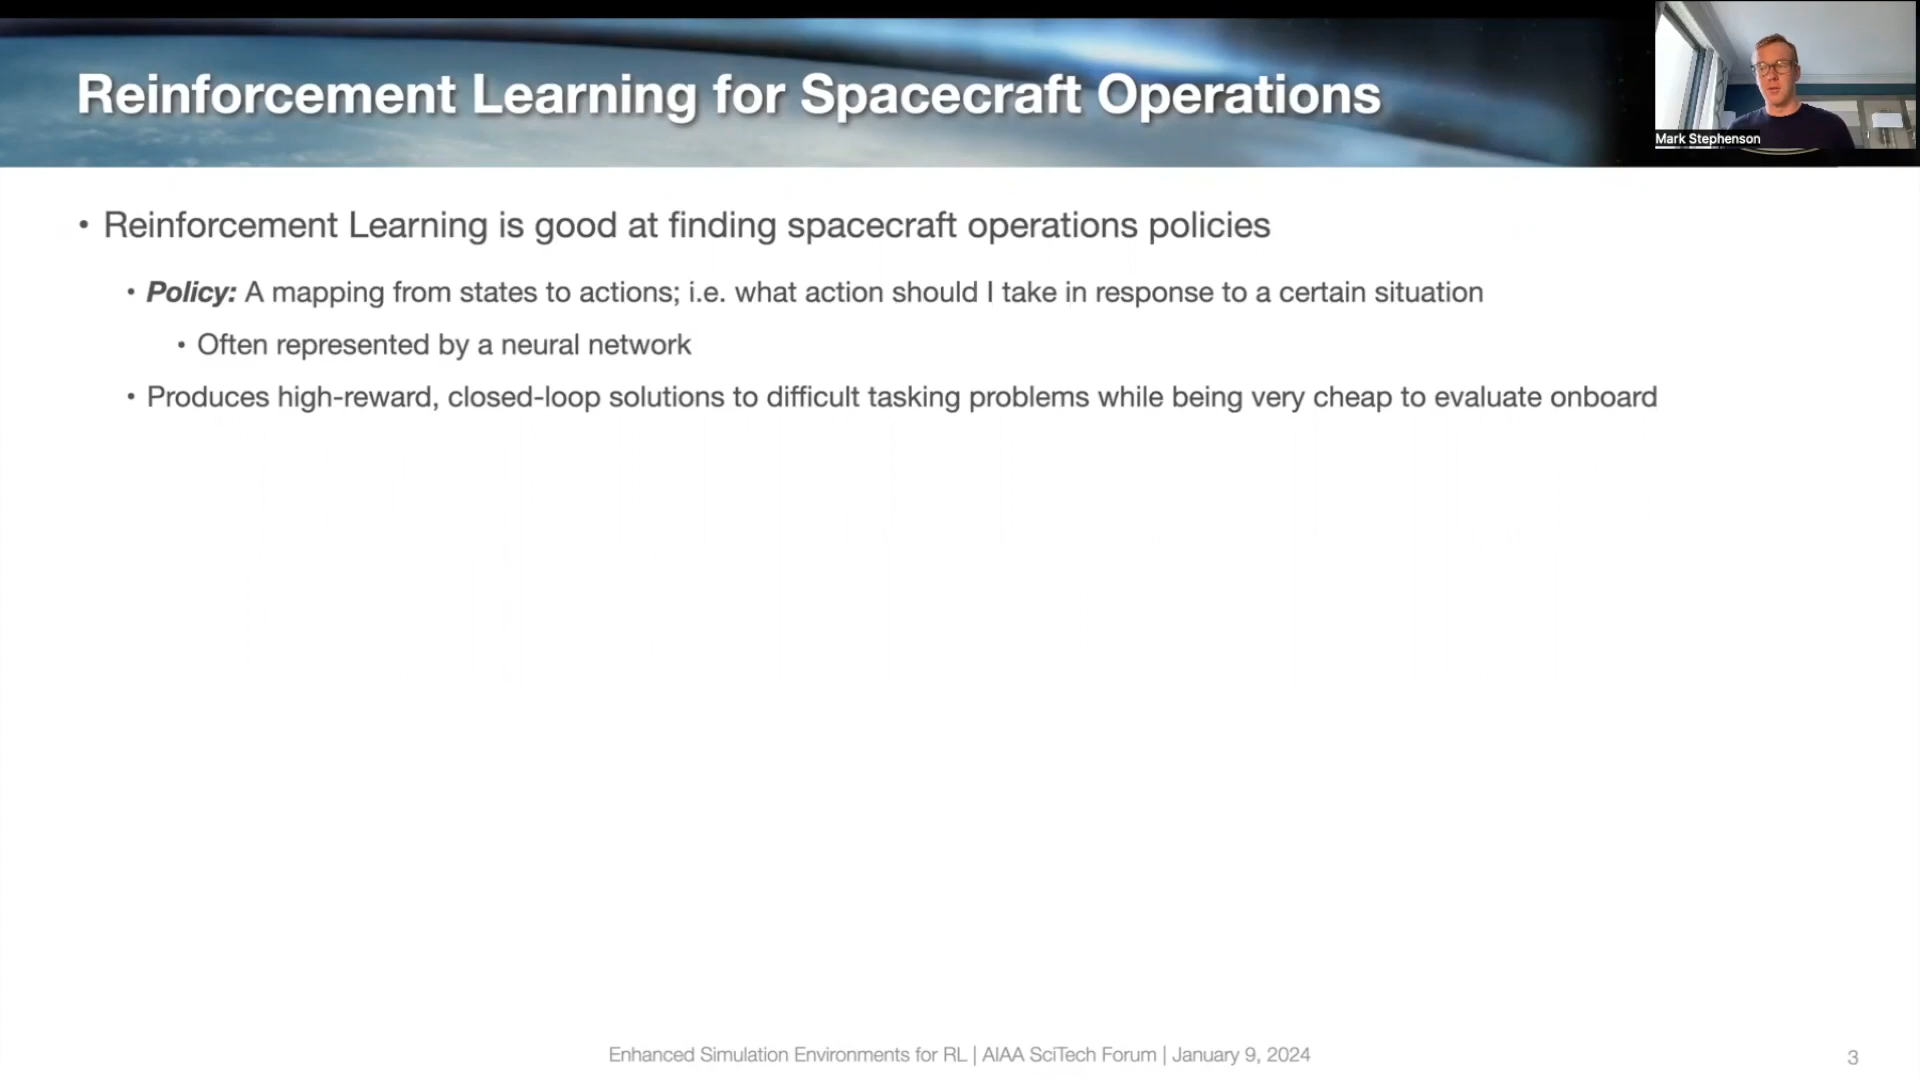 Reinforcement Learning for Spacecraft Operations
Mark Stephenson
• Reinforcement Learning is good at finding spacecraft operations policies
• Policy: A mapping from states to actions; i.e. what action should I take in response to a certain situation
• Often represented by a neural network
• Produces high-reward, closed-loop solutions to difficult tasking problems while being very cheap to evaluate onboard
Enhanced Simulation Environments for RL | AIAA SciTech Forum | January 9, 2024
3